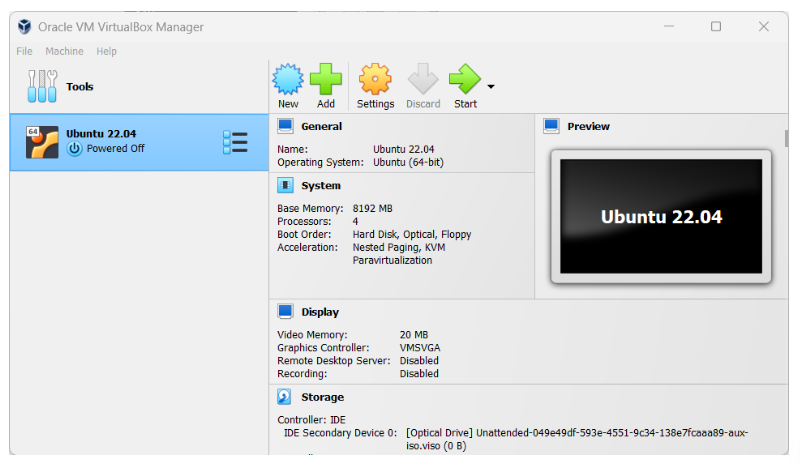 Oracle VM VirtualBox Manager
File Machine Help
Tools
New Add Settings Discard Start
64
Ubuntu 22.04
Powered Off
General
Name: Ubuntu 22.04
Operating System: Ubuntu (64-bit)
System
Base Memory: 8192 MB
Processors: 4
Boot Order: Hard Disk, Optical, Floppy
Acceleration: Nested Paging, KVM
Paravirtualization
Preview
Ubuntu 22.04
Display
Video Memory: 20 MB
Graphics Controller: VMSVGA
Remote Desktop Server: Disabled
Recording: Disabled
Storage
Controller: IDE
IDE Secondary Device 0: [Optical Drive] Unattended-049e49df-593e-4551-9c34-138e7fcaaa89-aux-
iso.viso (0 B)